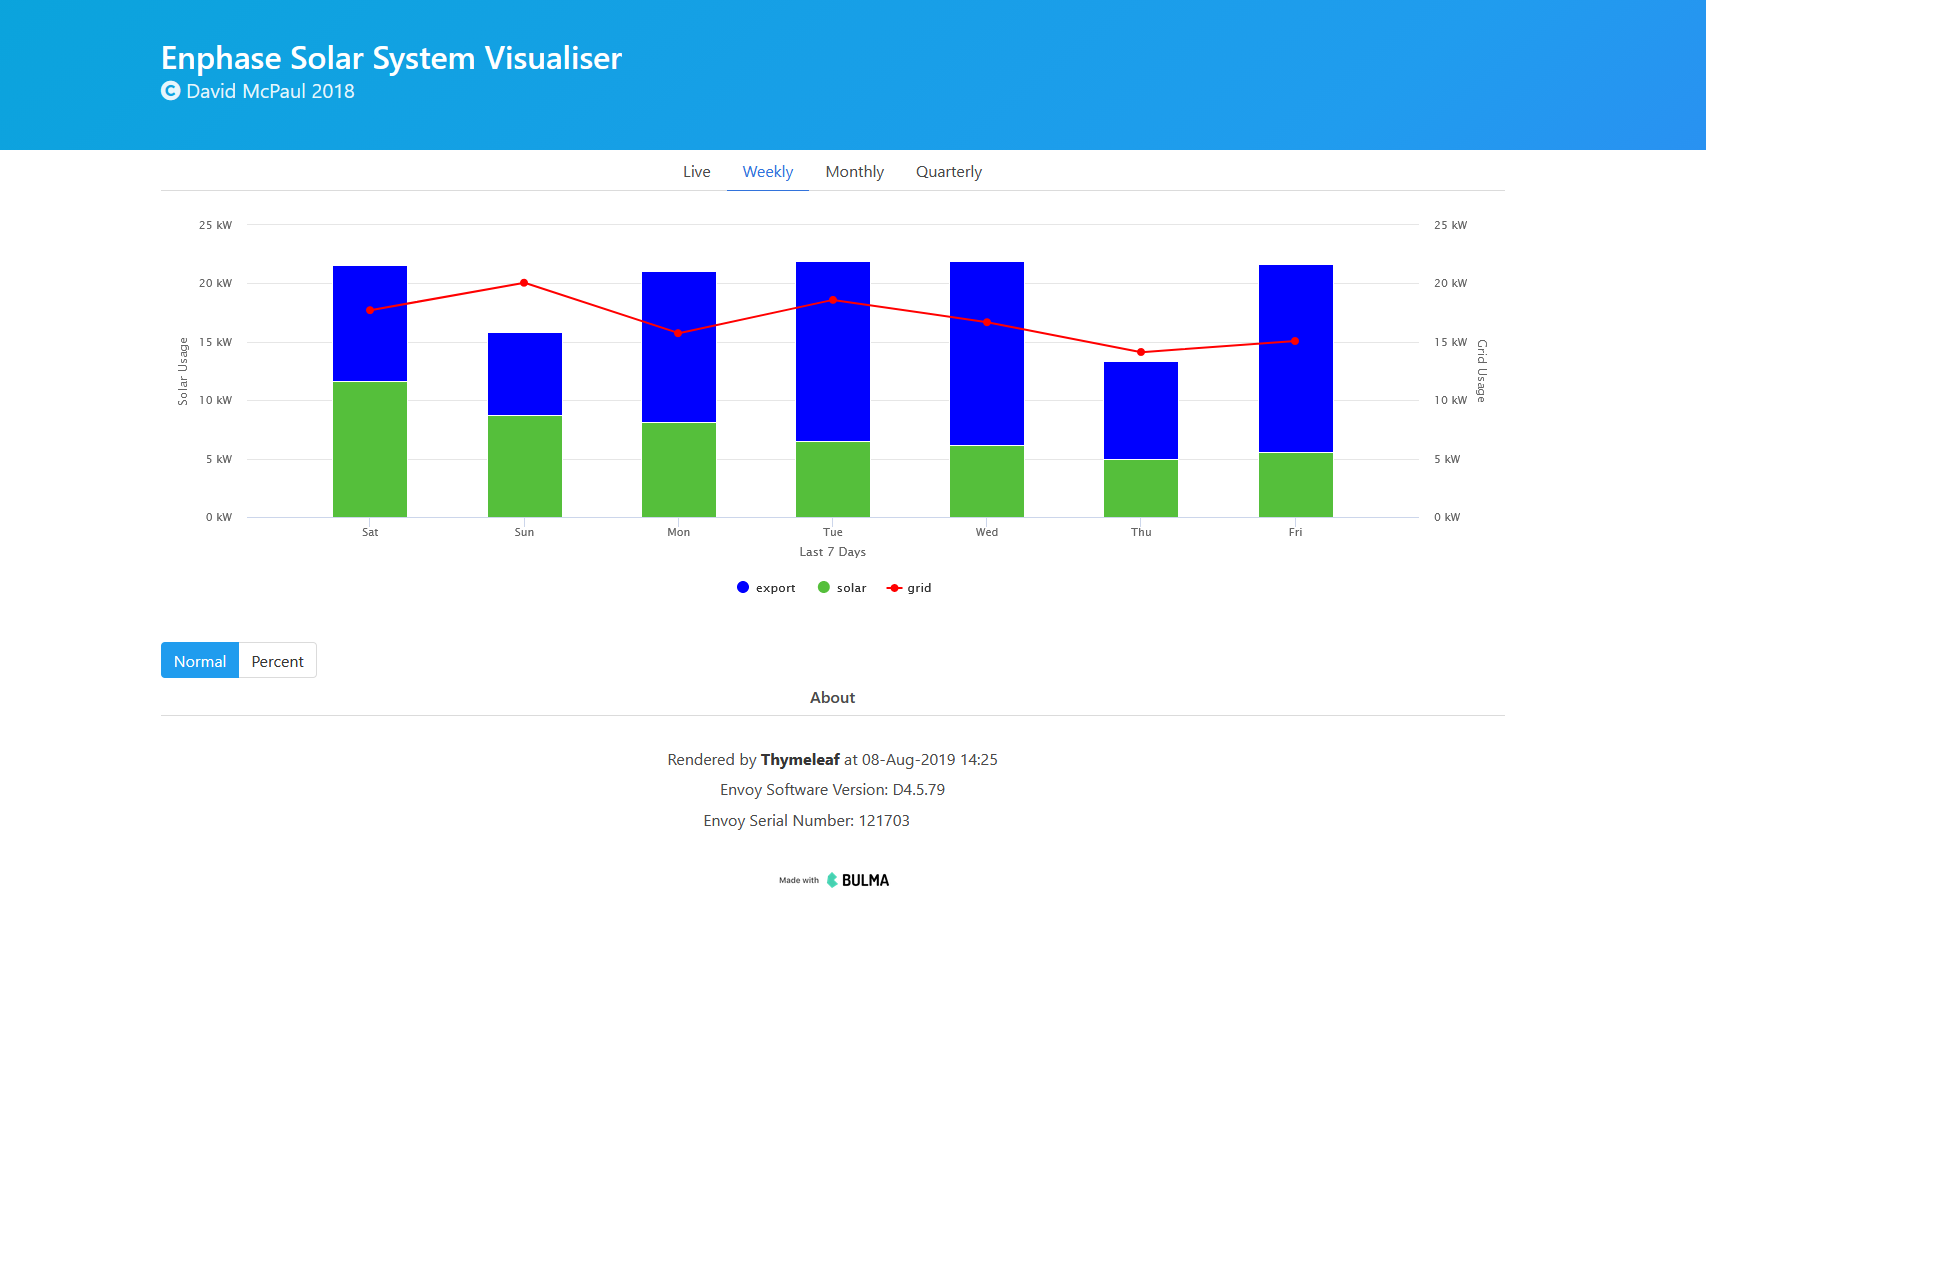 Enphase Solar System Visualiser
© David McPaul 2018
Live Weekly Monthly Quarterly
25 kW 25 kW
20 kW 20 kW
15 kW 15 kW
Solar Usage
Grid Usage
10 kW 10 kW
5 kW 5 kW
0 kW 0 kW
Sat Sun Mon Tue Wed Thu Fri
Last 7 Days
export solar grid
Normal Percent
About
Rendered by Thymeleaf at 08-Aug-2019 14:25
Envoy Software Version: D4.5.79
Envoy Serial Number: 121703
Made with BULMA